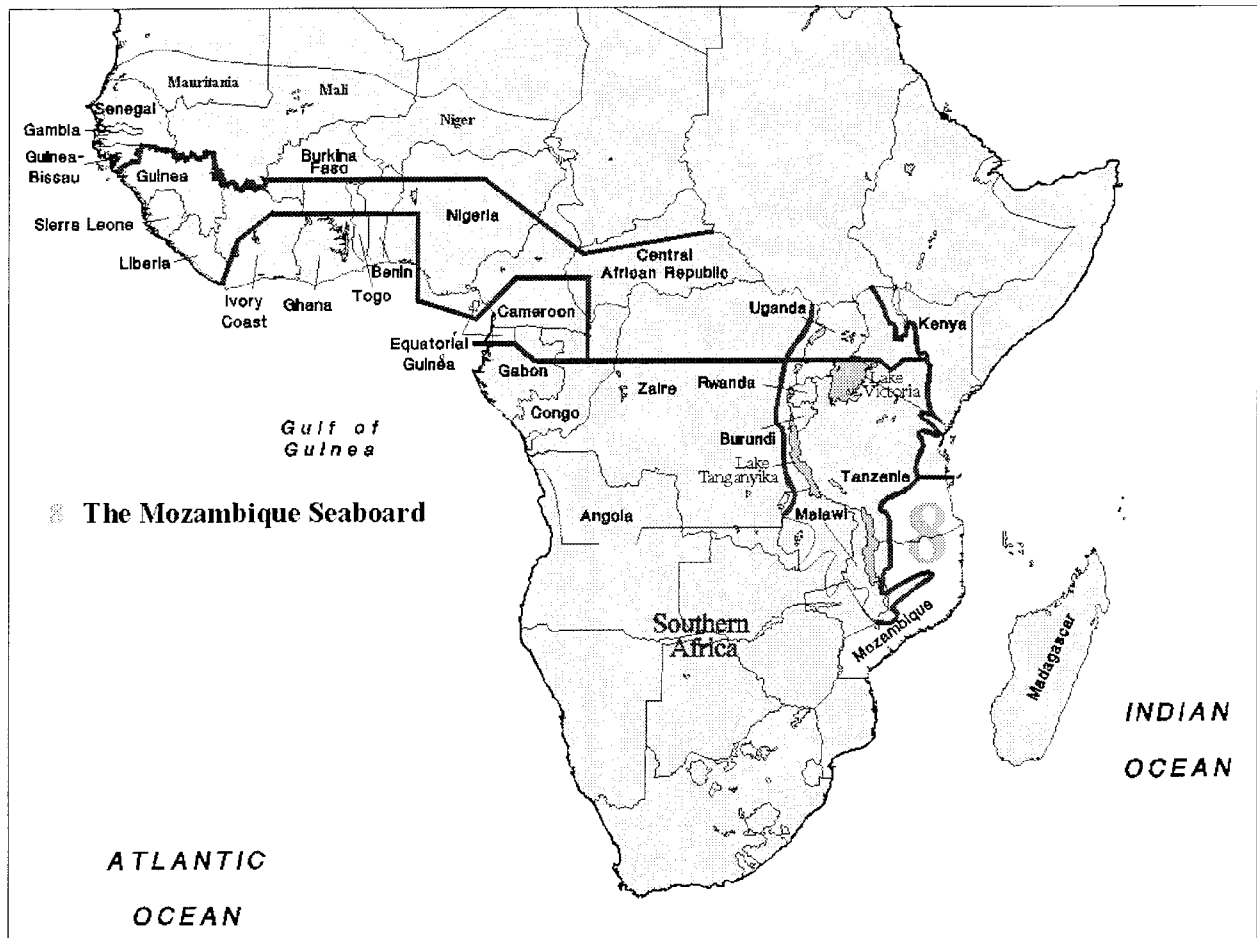 Mauritania
Mali
Niger
Senegal
Gambia
Guinea-
Bissau
Guinea
Burkina
Faso
Sierra Leone
Liberia
Ivory
Coast
Ghana
Togo
Benin
Nigeria
Central
African Republic
Cameroon
Equatorial
Guinea
Gabon
Congo
Zaire
Uganda
Kenya
Rwanda
Lake
Victoria
Burundi
Lake
Tanganyika
Tanzania
Gulf of
Guinea
8 The Mozambique Seaboard
Angola
Malawi
8
Southern
Africa
Mozambique
Madagascar
INDIAN
OCEAN
ATLANTIC
OCEAN